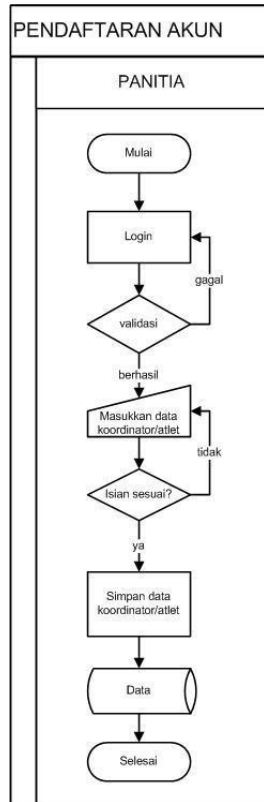 PENDAFTARAN AKUN
PANITIA
Mulai
Login
gagal
validasi
berhasil
Masukkan data
koordinator/atlet
tidak
Isian sesuai?
ya
Simpan data
koordinator/atlet
Data
Selesai